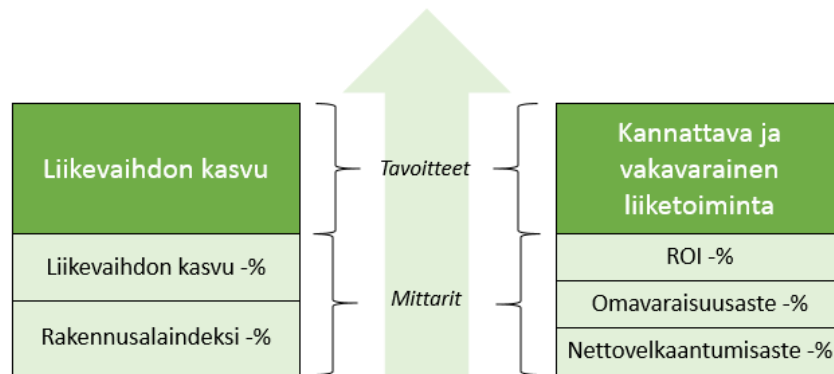 Liikevaihdon kasvu
Liikevaihdon kasvu -%
Rakennusalaindeksi -%
Tavoitteet
Mittarit
Kannattava ja
vakavarainen
liiketoiminta
ROI -%
Omavaraisuusaste -%
Nettovelkaantumisaste -%